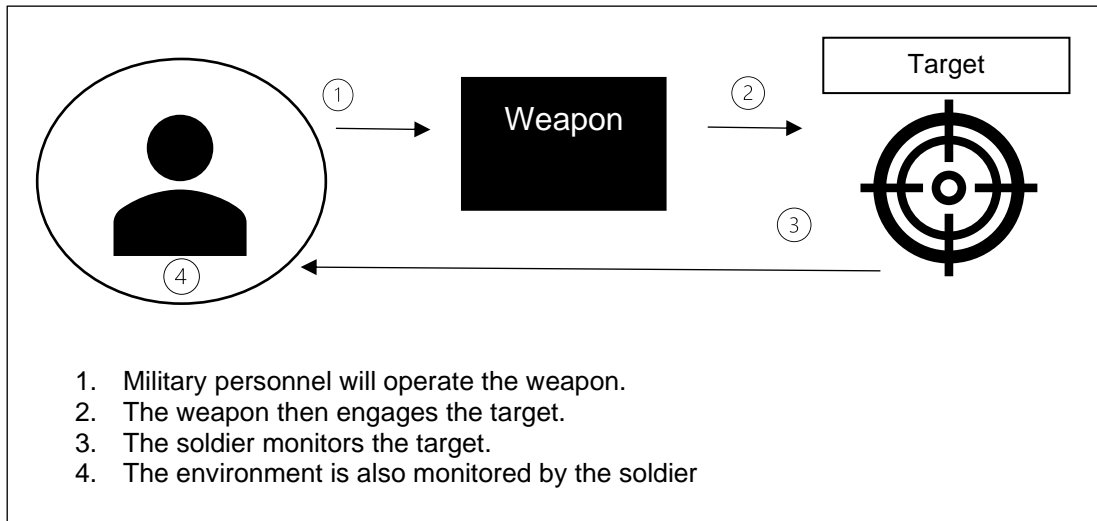 Target
1
Weapon
2
3
4
1. Military personnel will operate the weapon.
2. The weapon then engages the target.
3. The soldier monitors the target.
4. The environment is also monitored by the soldier